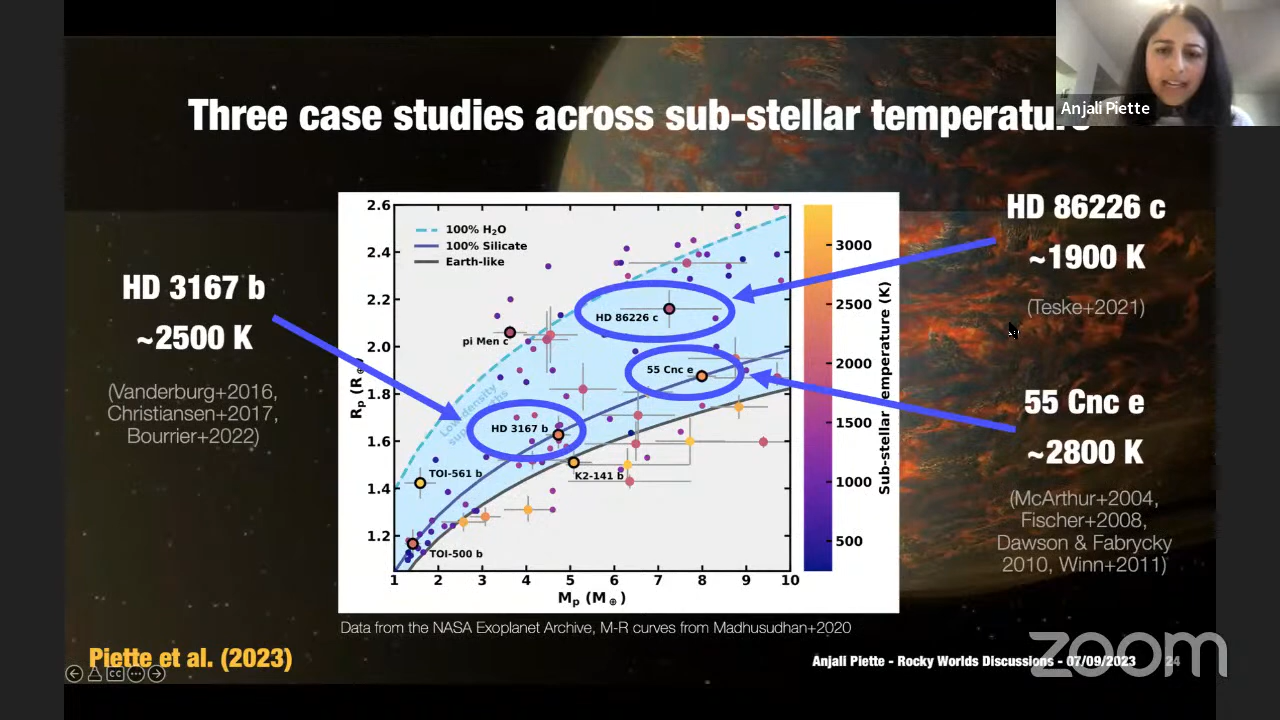 Anjali Piette
Three case studies across sub-stellar temperature
HD 3167 b
~2500 K
(Vanderburg+2016,
Christiansen+2017,
Bourrier+2022)
2.6
2.4
2.2
2.0
1.8
1.6
1.4
1.2
Rₚ (R⊕)
100% H₂O
100% Silicate
Earth-like
HD 86226 c
pi Men c
55 Cnc e
Low density
HD 3167 b
TOI-561 b
K2-141 b
TOI-500 b
1 2 3 4 5 6 7 8 9 10
Mₚ (M⊕)
3000
2500
2000
1500
1000
500
Sub-stellar temperature (K)
HD 86226 c
~1900 K
(Teske+2021)
55 Cnc e
~2800 K
(McArthur+2004,
Fischer+2008,
Dawson & Fabrycky
2010, Winn+2011)
Data from the NASA Exoplanet Archive, M-R curves from Madhusudhan+2020
Piette et al. (2023)
CC
Anjali Piette - Rocky Worlds Discussions - 07/09/2023 24
zoom